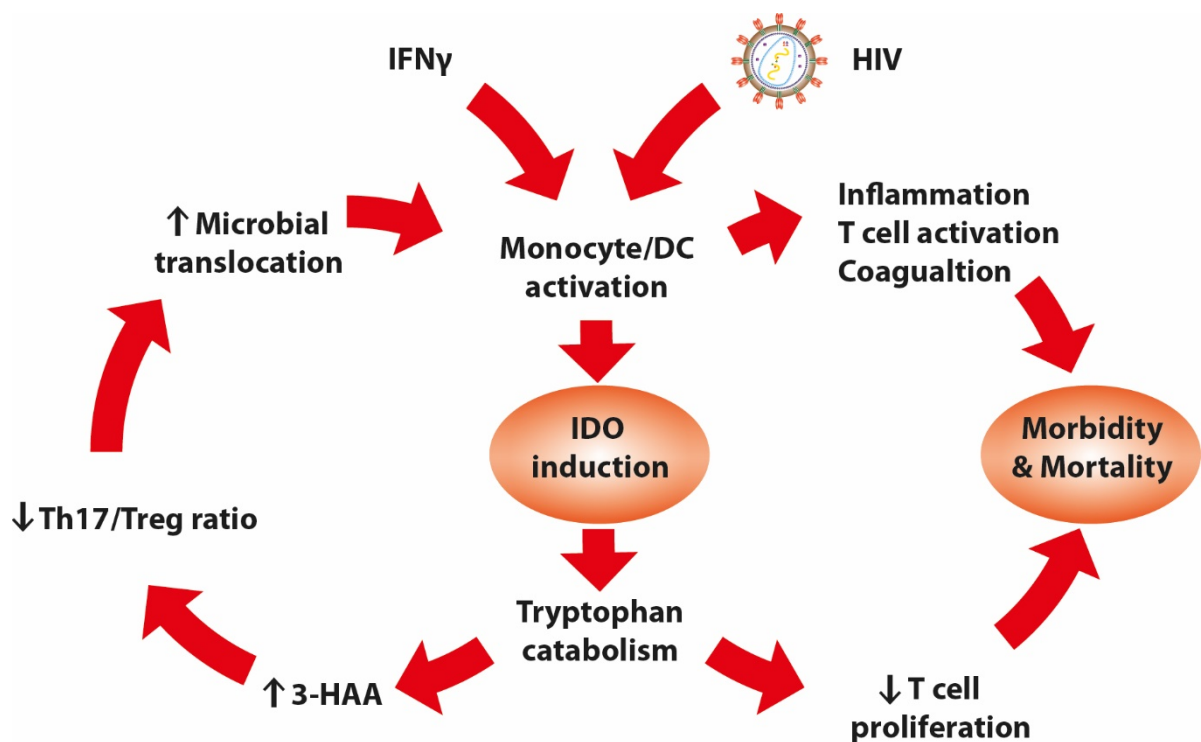 IFNγ
HIV
↑ Microbial
translocation
Monocyte/DC
activation
Inflammation
T cell activation
Coagualtion
IDO
induction
Morbidity
& Mortality
↓ Th17/Treg ratio
Tryptophan
catabolism
↑ 3-HAA
↓ T cell
proliferation